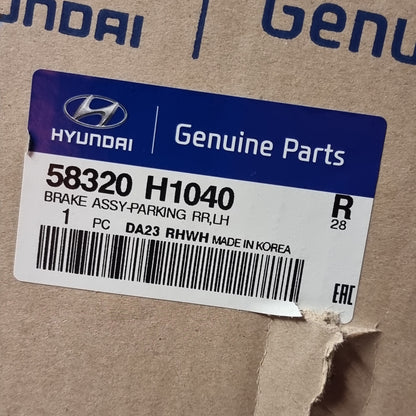 YUNDAI
Genu
HYUNDAI
Genuine Parts
58320 H1040
R
BRAKE ASSY-PARKING RR,LH
28
1 PC DA23 RHWH MADE IN KOREA
EAC